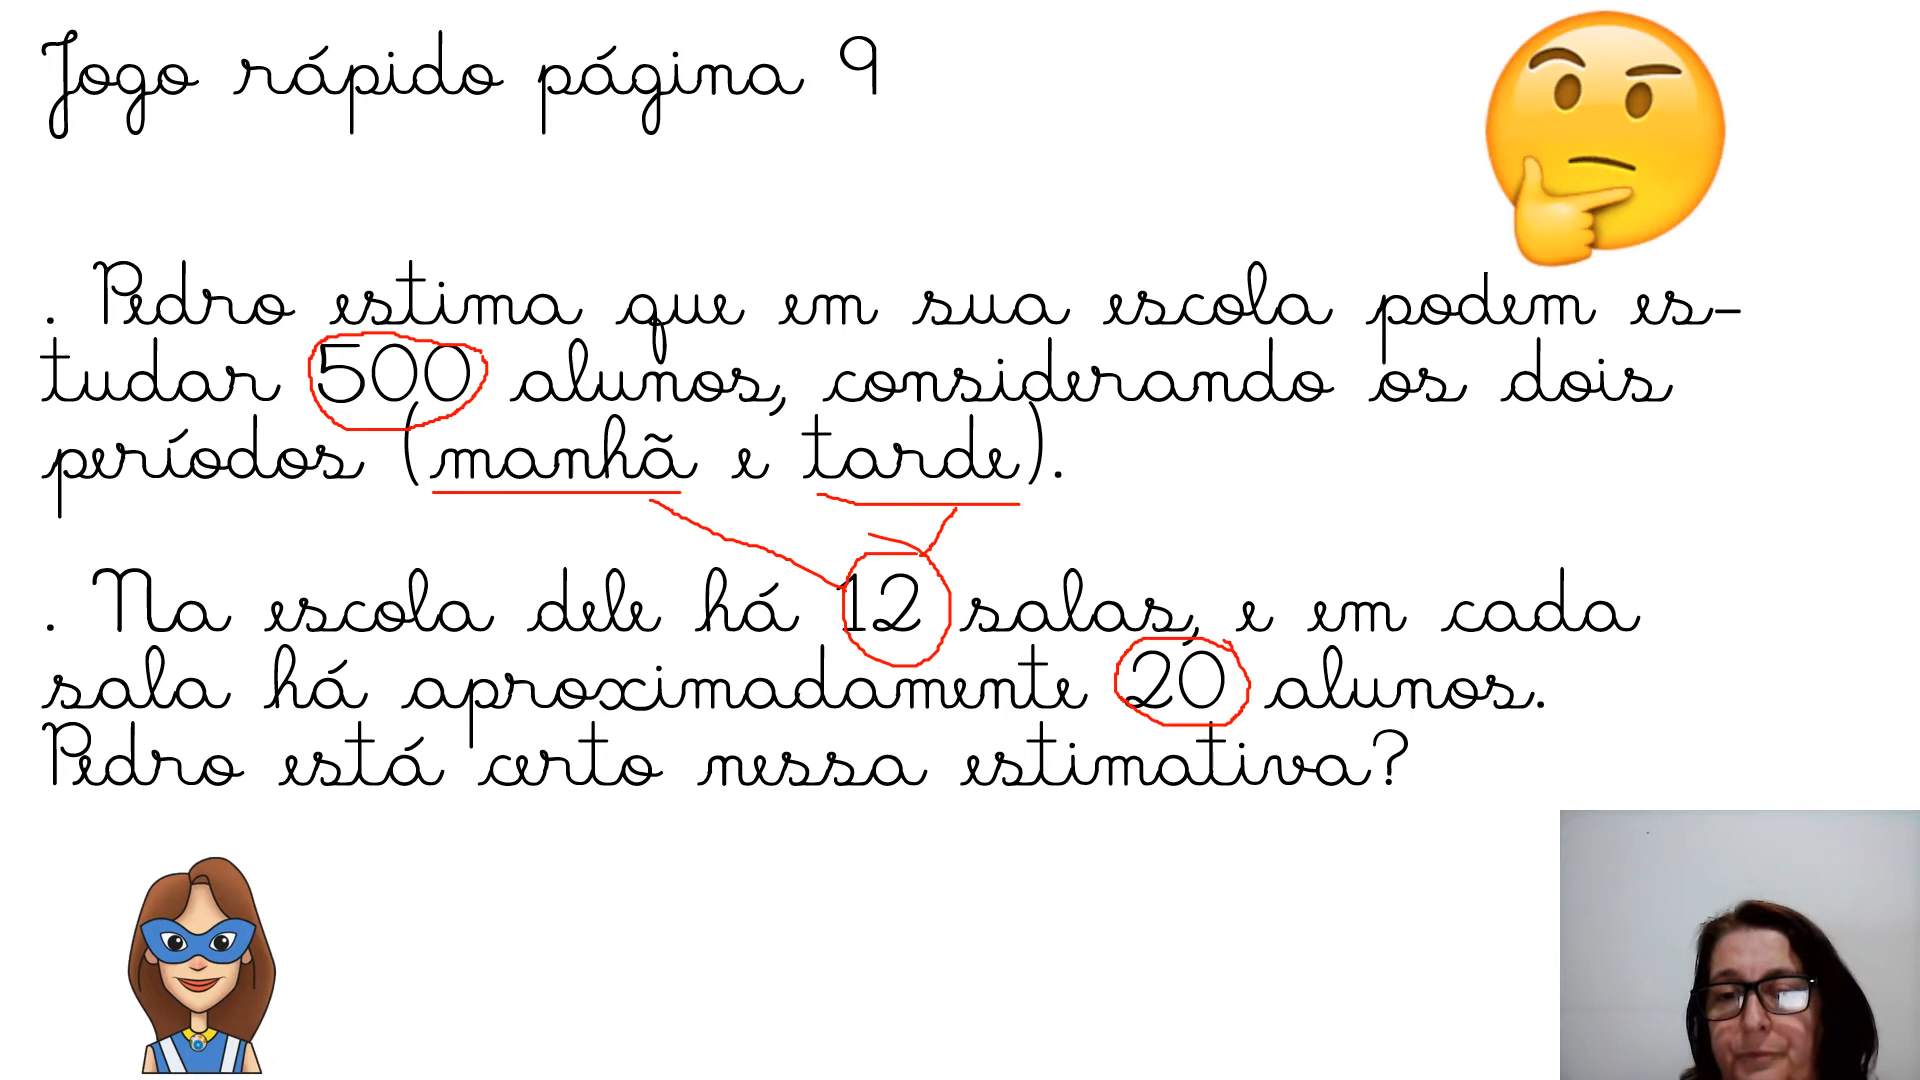 Jogo rápido página 9
. Pedro estima que em sua escola podem es-
tudar 500 alunos, considerando os dois
períodos (manhã e tarde).
. Na escola dele há 12 salas, e em cada
sala há aproximadamente 20 alunos.
Pedro está certo nessa estimativa?